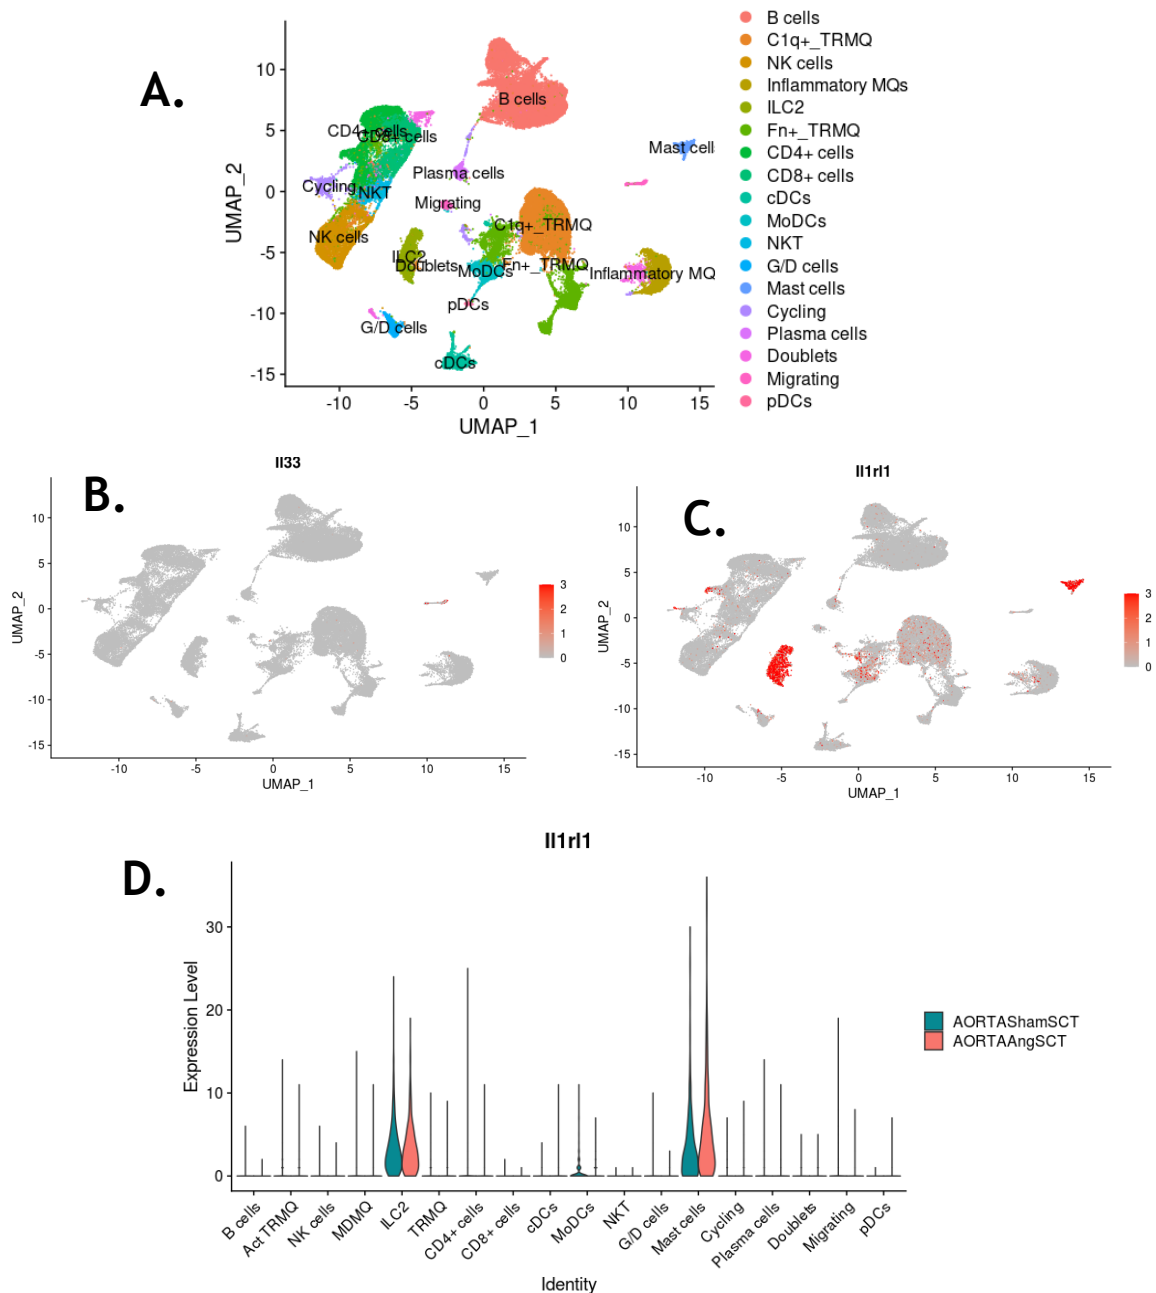 A.
UMAP_2
10
5
0
-5
-10
-15
-10
-5
0
5
10
15
UMAP_1
B cells
CD4+ cells
CD8+ cells
Mast cell
Plasma cells
Cycling
NKT
Migrating
C1q+_TRMQ
NK cells
ILC2
Doublets
MoDCs
Fn+_TRMQ
Inflammatory MQ
pDCs
G/D cells
cDCs
B cells
C1q+_TRMQ
NK cells
Inflammatory MQs
ILC2
Fn+_TRMQ
CD4+ cells
CD8+ cells
cDCs
MoDCs
NKT
G/D cells
Mast cells
Cycling
Plasma cells
Doublets
Migrating
pDCs
B.
Il33
UMAP_2
10
5
0
-5
-10
-15
-10
-5
0
5
10
15
UMAP_1
3
2
1
0
C.
Il1rl1
UMAP_2
10
5
0
-5
-10
-15
-10
-5
0
5
10
15
UMAP_1
3
2
1
0
D.
Il1rl1
Expression Level
30
20
10
0
B cells
Act TRMQ
NK cells
MDMQ
ILC2
TRMQ
CD4+ cells
CD8+ cells
cDCs
MoDCs
NKT
G/D cells
Mast cells
Cycling
Plasma cells
Doublets
Migrating
pDCs
Identity
AORTAShamSCT
AORTAAngSCT